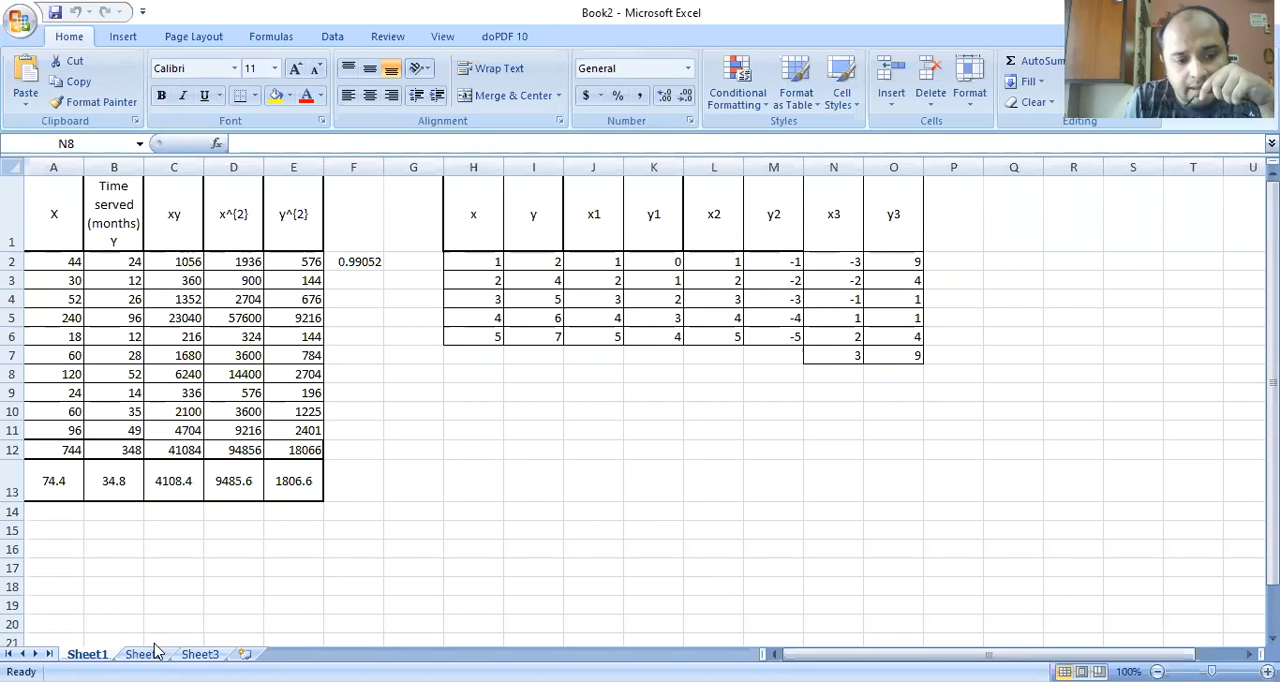 Book2 - Microsoft Excel
Home Insert Page Layout Formulas Data Review View doPDF 10
Paste Cut Copy Format Painter Clipboard
Calibri 11 B I U A A A Font
Wrap Text Merge & Center Alignment
General $ % , Number
Conditional Formatting Format as Table Cell Styles Styles
Insert Delete Format Cells
Σ AutoSum Fill Clear Editing
N8 fx
A B C D E F G H I J K L M N O P Q R S T U
1 X Time served (months) Y xy x^{2} y^{2} x y x1 y1 x2 y2 x3 y3
2 44 24 1056 1936 576 0.99052 1 2 1 0 1 -1 -3 9
3 30 12 360 900 144 2 4 2 1 2 -2 -2 4
4 52 26 1352 2704 676 3 5 3 2 3 -3 -1 1
5 240 96 23040 57600 9216 4 6 4 3 4 -4 1 1
6 18 12 216 324 144 5 7 5 4 5 -5 2 4
7 60 28 1680 3600 784 3 9
8 120 52 6240 14400 2704
9 24 14 336 576 196
10 60 35 2100 3600 1225
11 96 49 4704 9216 2401
12 744 348 41084 94856 18066
13 74.4 34.8 4108.4 9485.6 1806.6
14
15
16
17
18
19
20
21
Sheet1 Sheet Sheet3
Ready 100%